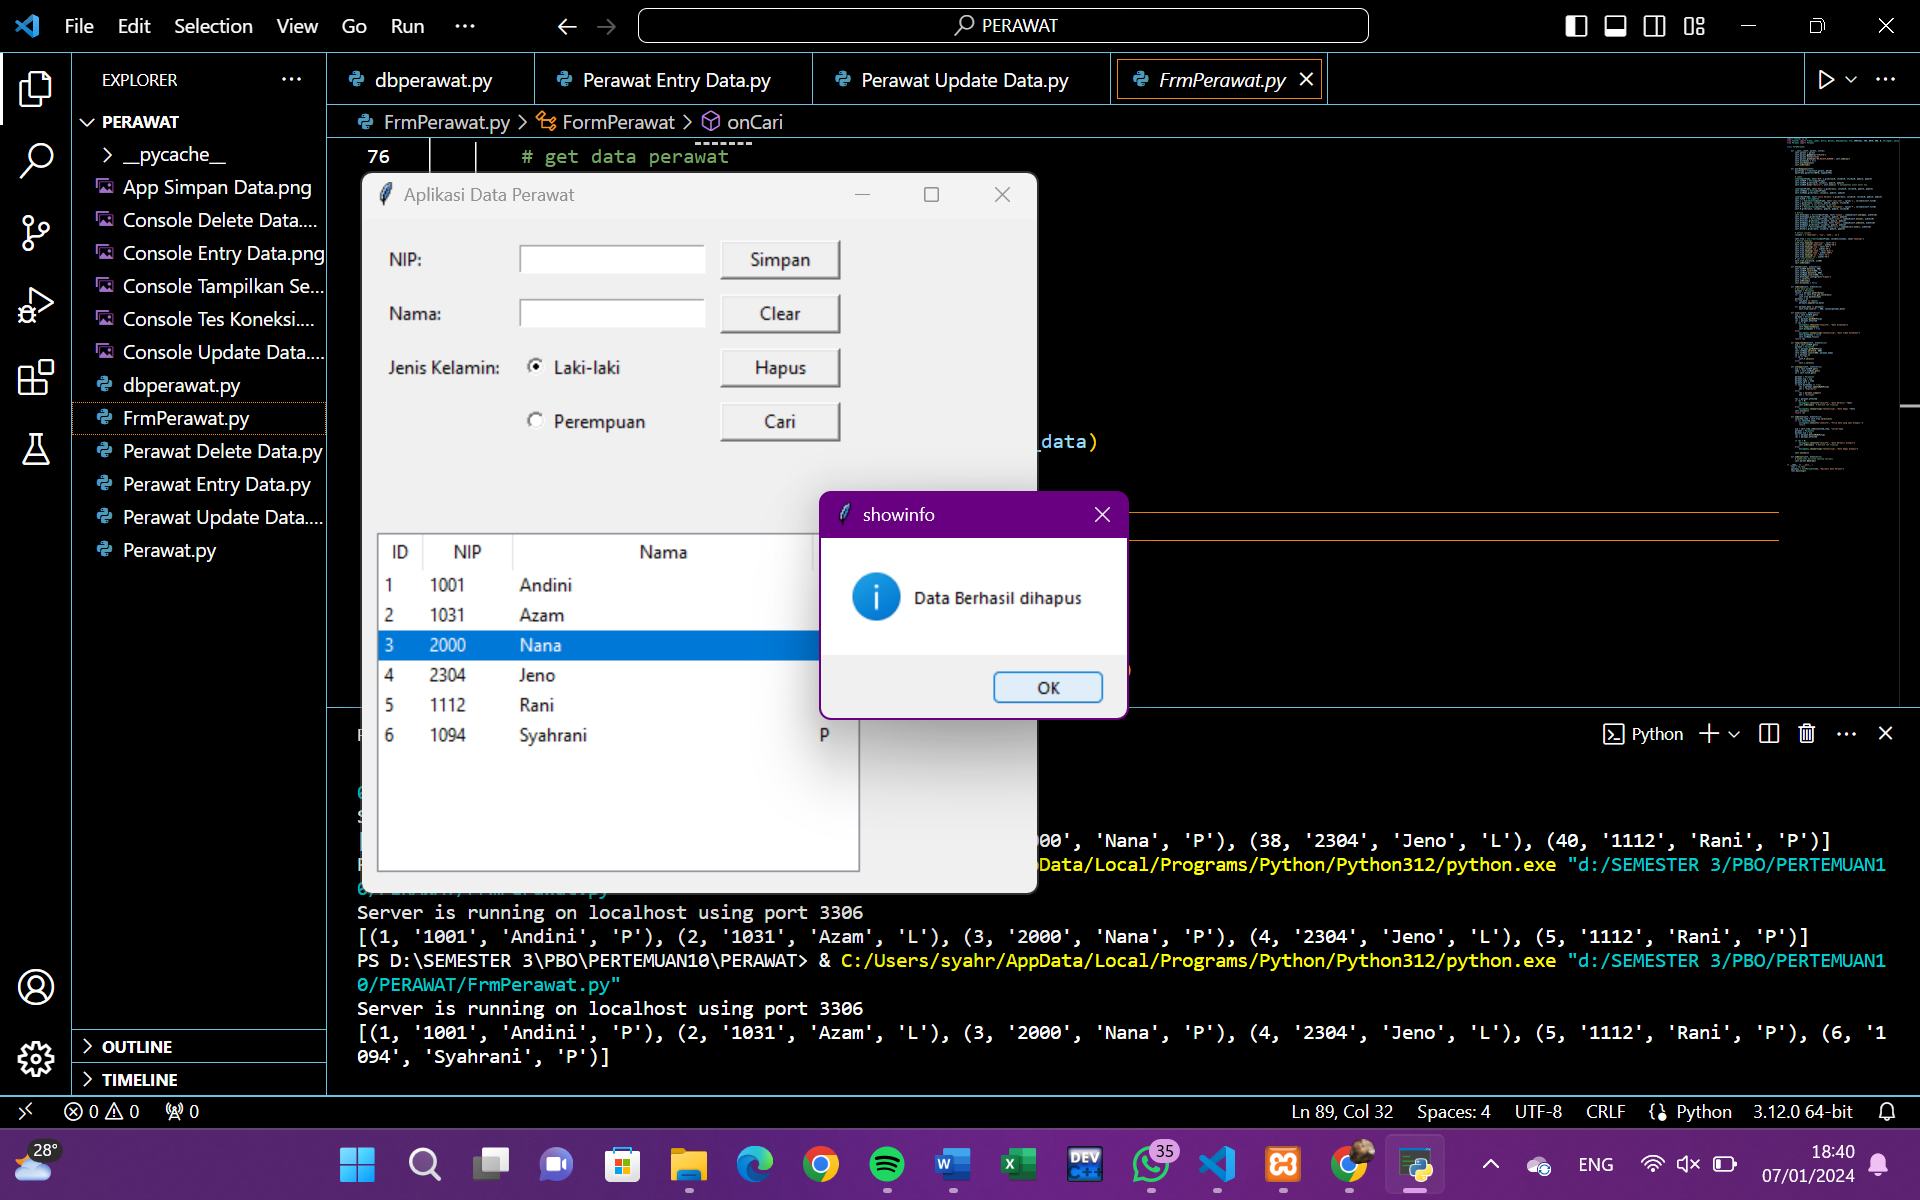 File Edit Selection View Go Run ···
PERAWAT
EXPLORER
dbperawat.py
Perawat Entry Data.py
Perawat Update Data.py
FrmPerawat.py
PERAWAT
FrmPerawat.py > FormPerawat > onCari
__pycache__
App Simpan Data.png
Console Delete Data....
Console Entry Data.png
Console Tampilkan Se...
Console Tes Koneksi....
Console Update Data....
dbperawat.py
FrmPerawat.py
Perawat Delete Data.py
Perawat Entry Data.py
Perawat Update Data....
Perawat.py
OUTLINE
TIMELINE
76 # get data perawat
_data)
Aplikasi Data Perawat
NIP: Simpan
Nama: Clear
Jenis Kelamin: Laki-laki Hapus
Perempuan Cari
ID NIP Nama
1 1001 Andini
2 1031 Azam
3 2000 Nana
4 2304 Jeno
5 1112 Rani
6 1094 Syahrani P
showinfo
Data Berhasil dihapus
OK
Python
00', 'Nana', 'P'), (38, '2304', 'Jeno', 'L'), (40, '1112', 'Rani', 'P')]
pData/Local/Programs/Python/Python312/python.exe "d:/SEMESTER 3/PBO/PERTEMUAN1
Server is running on localhost using port 3306
[(1, '1001', 'Andini', 'P'), (2, '1031', 'Azam', 'L'), (3, '2000', 'Nana', 'P'), (4, '2304', 'Jeno', 'L'), (5, '1112', 'Rani', 'P')]
PS D:\SEMESTER 3\PBO\PERTEMUAN10\PERAWAT> & C:/Users/syahr/AppData/Local/Programs/Python/Python312/python.exe "d:/SEMESTER 3/PBO/PERTEMUAN1
0/PERAWAT/FrmPerawat.py"
Server is running on localhost using port 3306
[(1, '1001', 'Andini', 'P'), (2, '1031', 'Azam', 'L'), (3, '2000', 'Nana', 'P'), (4, '2304', 'Jeno', 'L'), (5, '1112', 'Rani', 'P'), (6, '1
094', 'Syahrani', 'P')]
0 0 0
Ln 89, Col 32 Spaces: 4 UTF-8 CRLF Python 3.12.0 64-bit
28°
DEV C++
35
ENG
18:40
07/01/2024